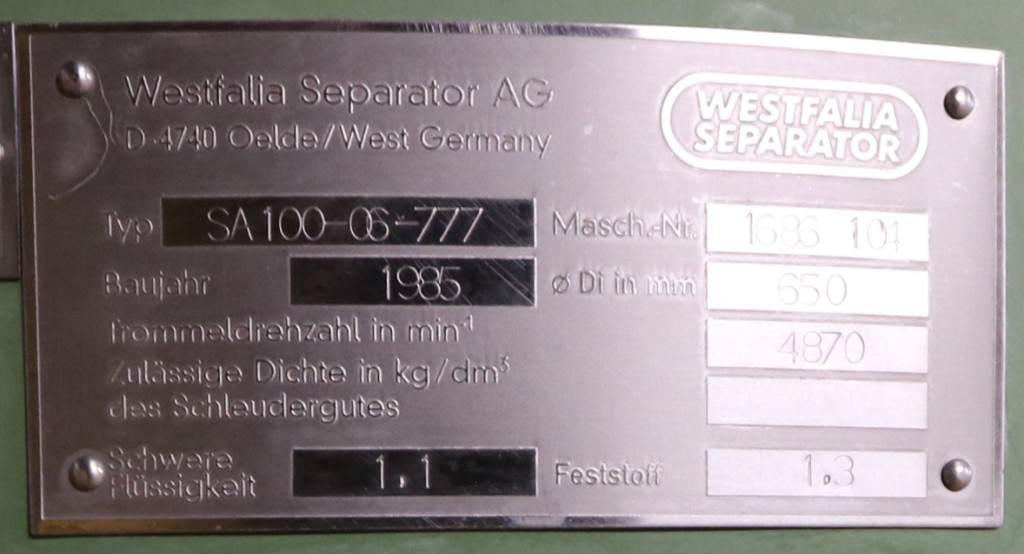 Westfalia Separator AG
D-4740 Oelde/West Germany
WESTFALIA
SEPARATOR
Typ SA 100-06-777 Masch.-Nr. 1686 104
Baujahr 1985 ø Di in mm 650
Trommeldrehzahl in min⁻¹ 4870
Zulässige Dichte in kg/dm³
des Schleudergutes
Schwere
Flüssigkeit 1,1 Feststoff 1.3